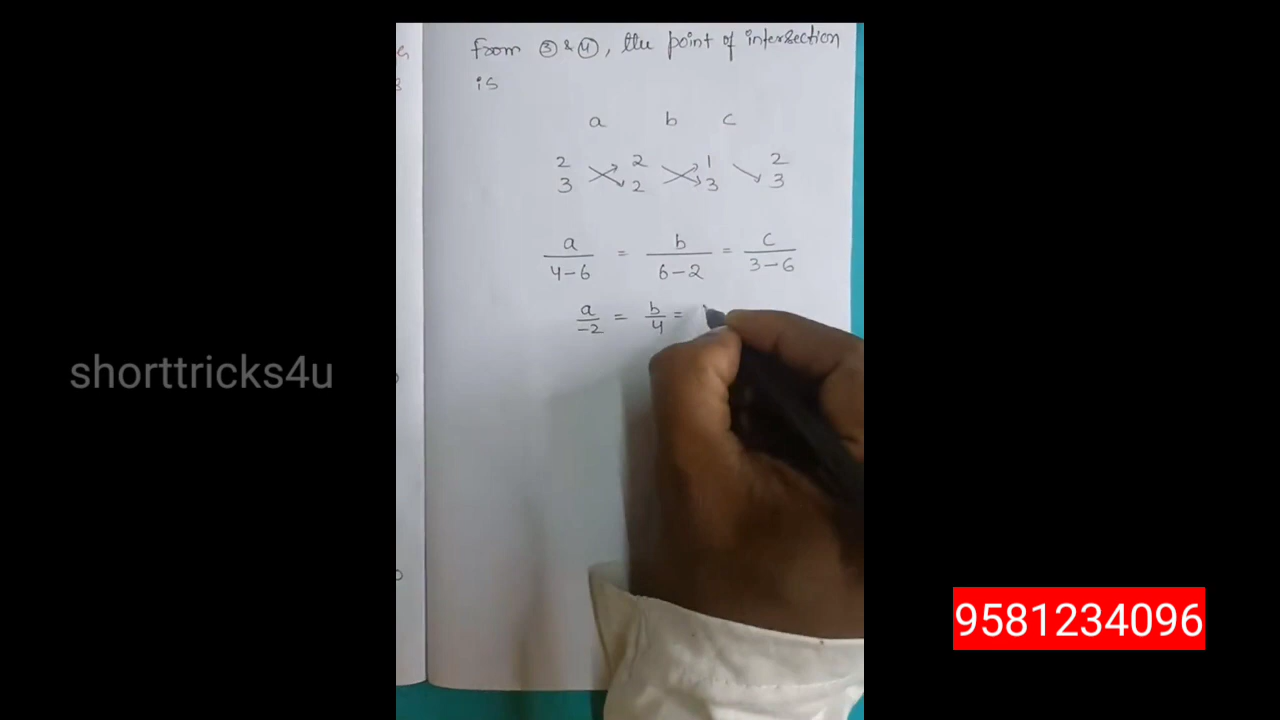 from ③ & ④, the point of intersection
is
a b c
2 2 1 2
3 2 3 3
a/4-6 = b/6-2 = c/3-6
a/-2 = b/4 =
shorttricks4u
9581234096